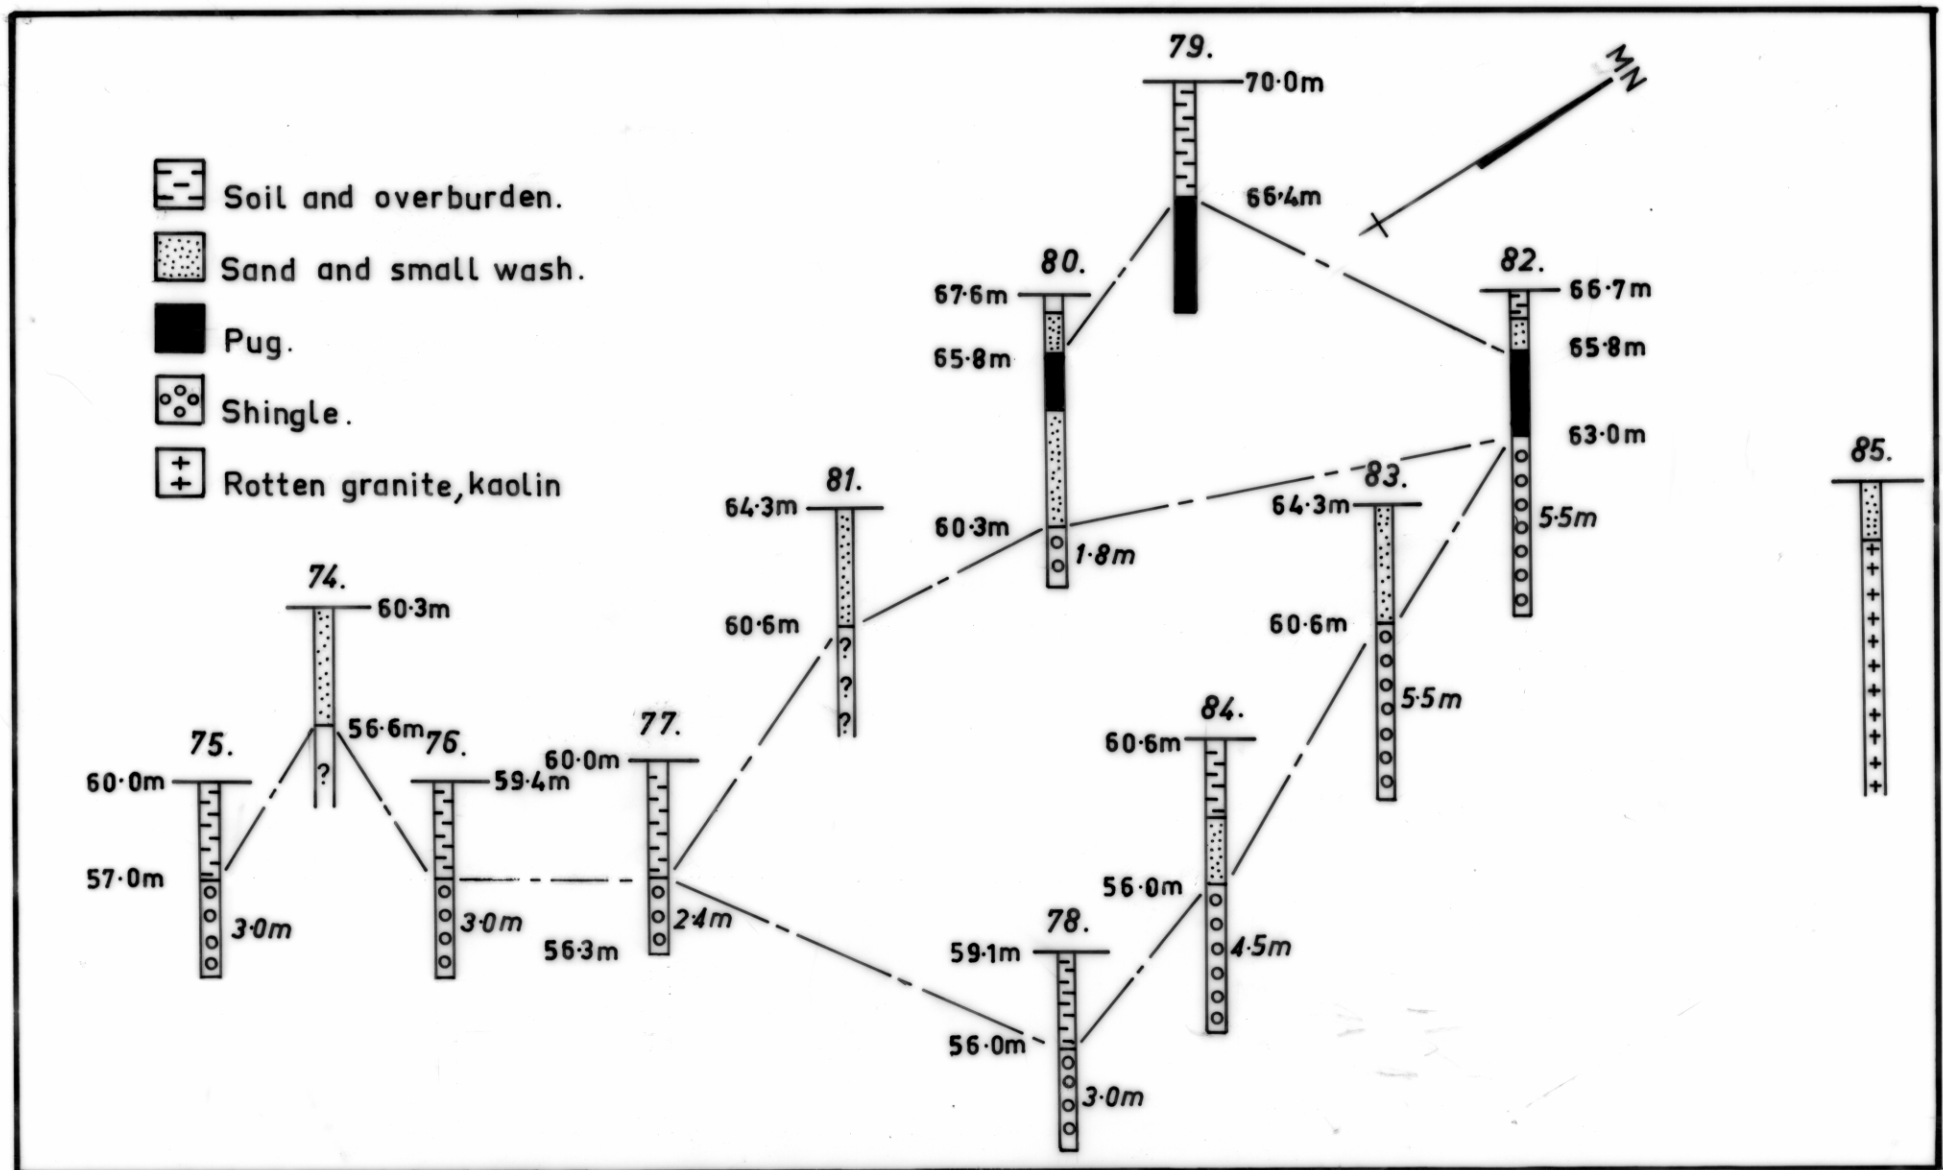 79.
70·0m
MN
Soil and overburden.
66·4m
Sand and small wash.
80.
82.
67·6m
66·7m
Pug.
65·8m
65·8m
Shingle.
63·0m
85.
Rotten granite, kaolin
81.
83.
64·3m
64·3m
60·3m
5·5m
1·8m
74.
60·3m
60·6m
60·6m
? ? ?
5·5m
84.
77.
56·6m
75.
76.
60·6m
60·0m
?
60·0m
59·4m
57·0m
56·0m
3·0m
3·0m
2·4m
78.
56·3m
59·1m
4·5m
56·0m
3·0m